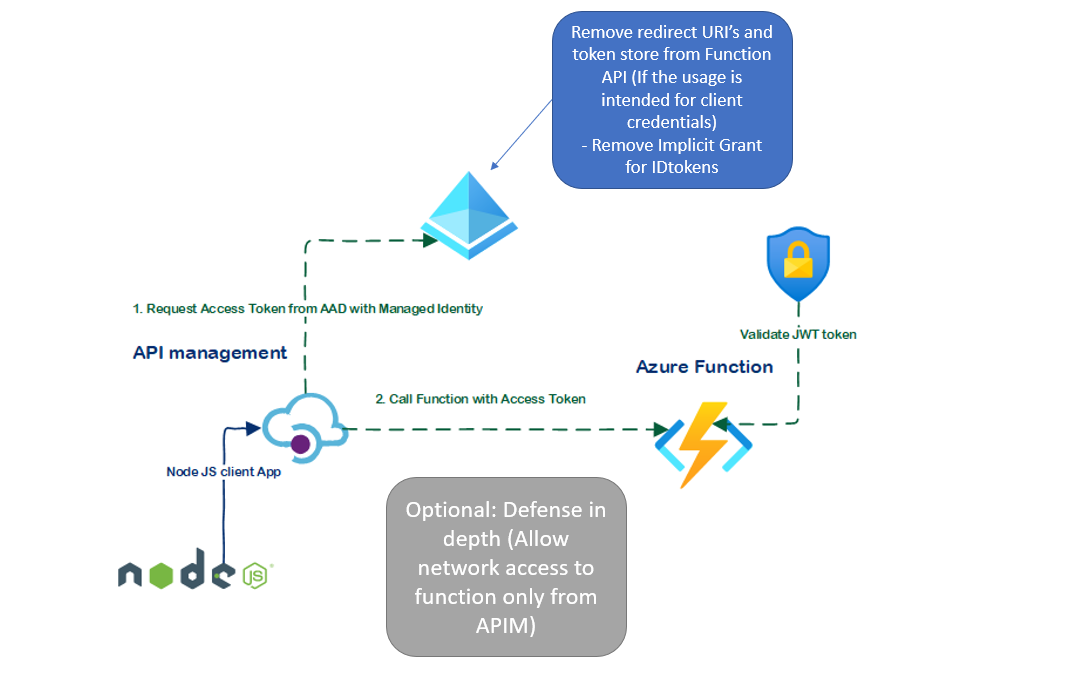 Remove redirect URI’s and
token store from Function
API (If the usage is
intended for client
credentials)
- Remove Implicit Grant
for IDtokens
1. Request Access Token from AAD with Managed Identity
Validate JWT token
API management
Azure Function
2. Call Function with Access Token
Node JS client App
Optional: Defense in
depth (Allow
network access to
function only from
APIM)
node
JS